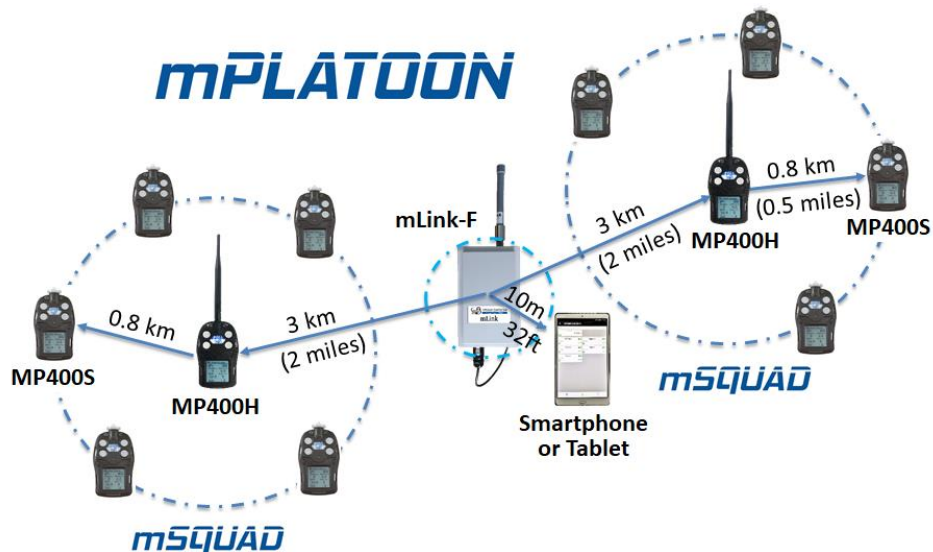 mPLATOON
mLink-F
3 km
(2 miles)
0.8 km
(0.5 miles)
MP400H
MP400S
10m
32ft
mLink
3 km
(2 miles)
0.8 km
MP400S
MP400H
Smartphone
or Tablet
mSQUAD
mSQUAD